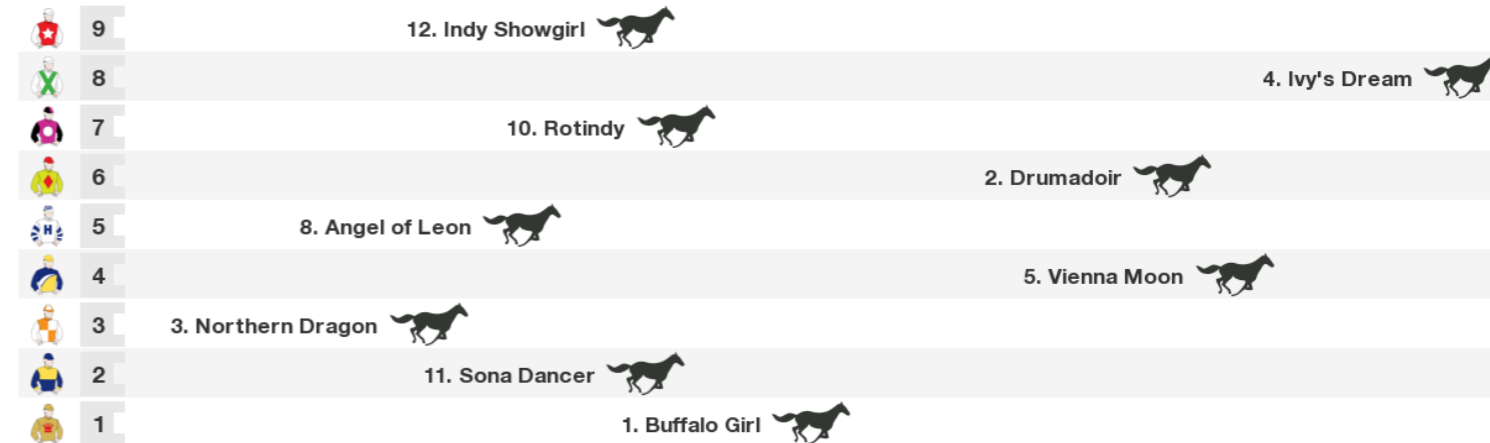 9 12. Indy Showgirl
8 4. Ivy's Dream
7 10. Rotindy
6 2. Drumadoir
H 5 8. Angel of Leon
4 5. Vienna Moon
3 3. Northern Dragon
2 11. Sona Dancer
1 1. Buffalo Girl